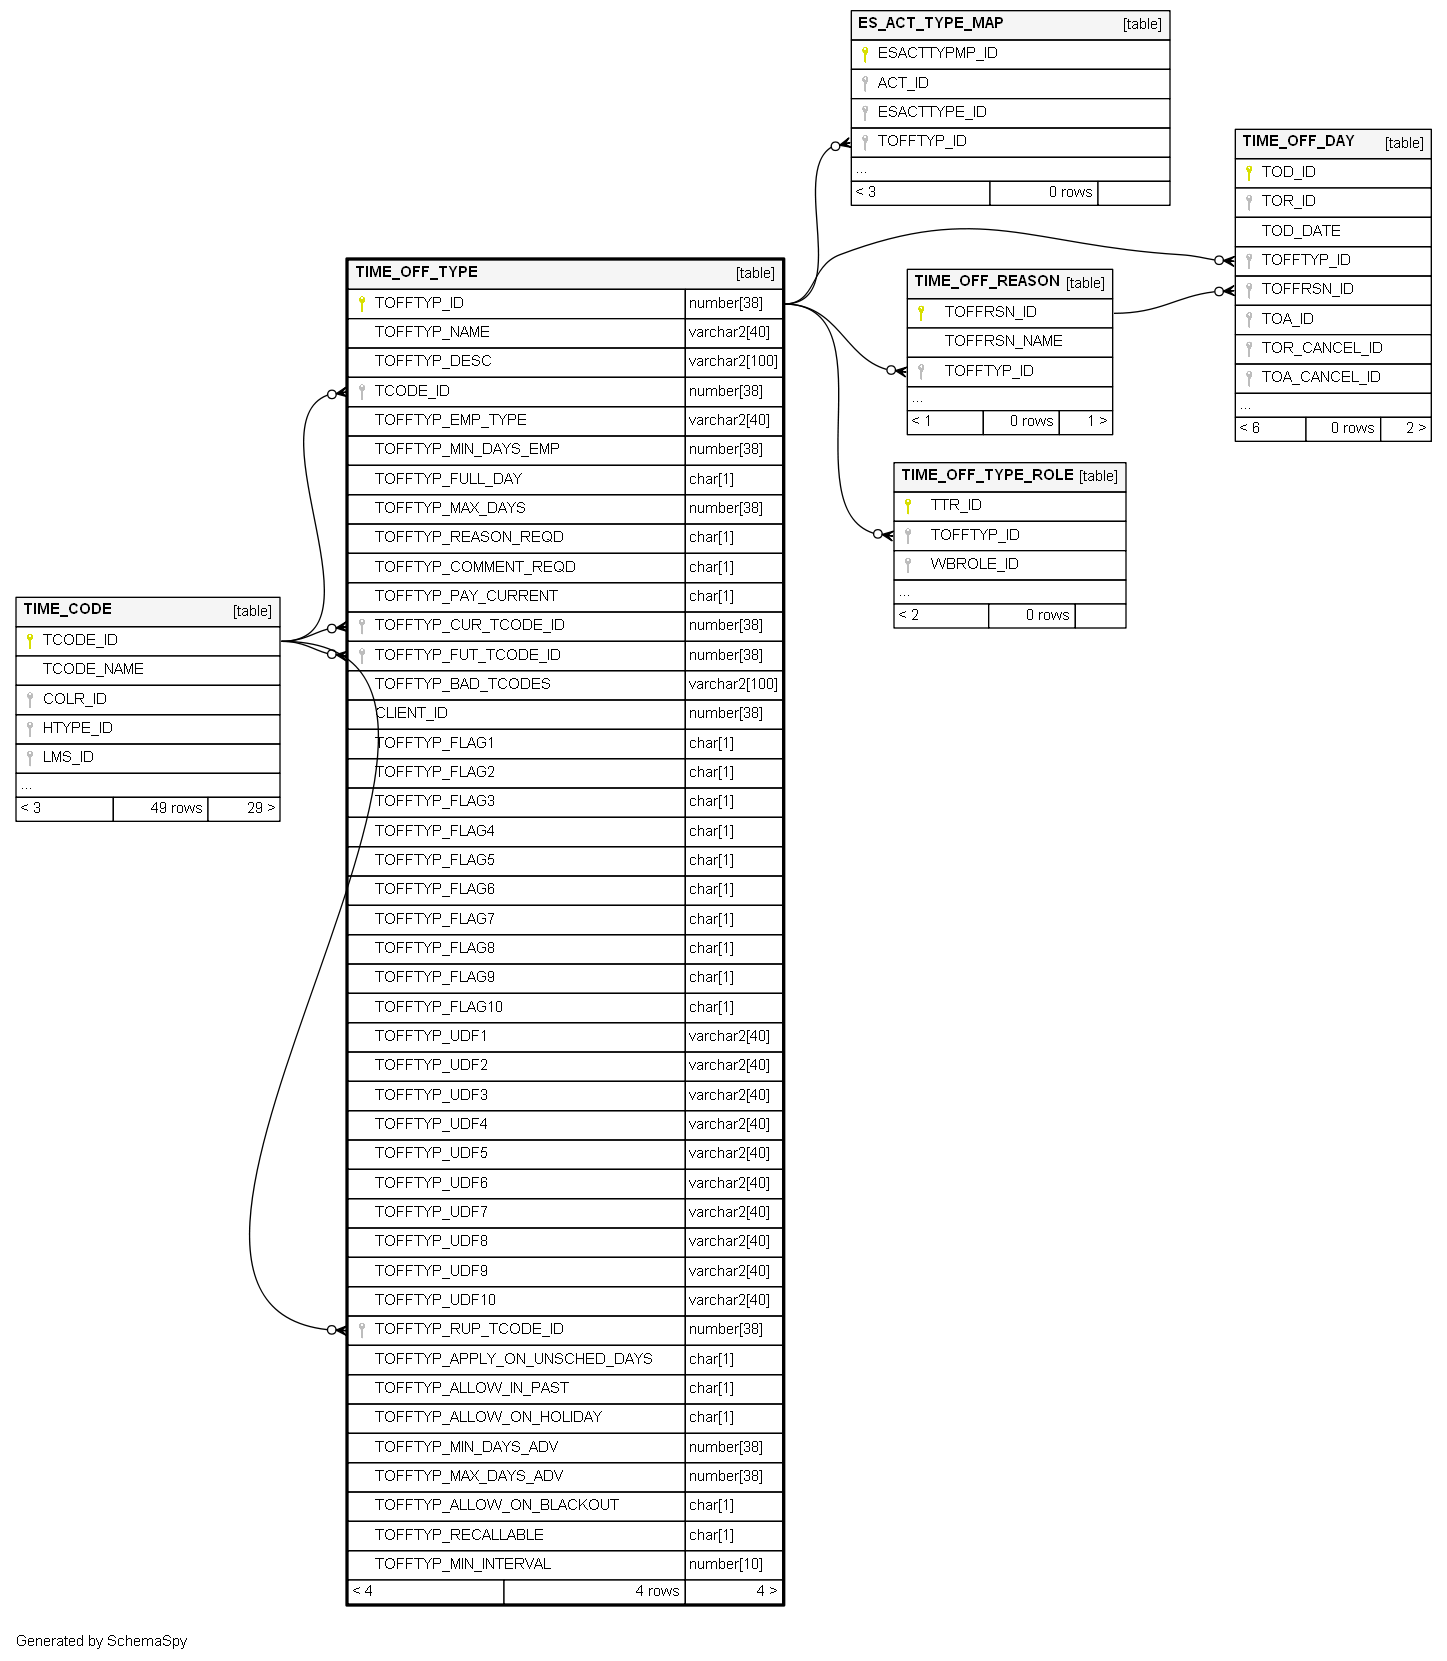 ES_ACT_TYPE_MAP [table]
ESACTTYPMP_ID
ACT_ID
ESACTTYPE_ID
TOFFTYP_ID
...
< 3 0 rows
TIME_OFF_DAY [table]
TOD_ID
TOR_ID
TOD_DATE
TOFFTYP_ID
TOFFRSN_ID
TOA_ID
TOR_CANCEL_ID
TOA_CANCEL_ID
...
< 6 0 rows 2 >
TIME_OFF_REASON [table]
TOFFRSN_ID
TOFFRSN_NAME
TOFFTYP_ID
...
< 1 0 rows 1 >
TIME_OFF_TYPE_ROLE [table]
TTR_ID
TOFFTYP_ID
WBROLE_ID
...
< 2 0 rows
TIME_OFF_TYPE [table]
TOFFTYP_ID number[38]
TOFFTYP_NAME varchar2[40]
TOFFTYP_DESC varchar2[100]
TCODE_ID number[38]
TOFFTYP_EMP_TYPE varchar2[40]
TOFFTYP_MIN_DAYS_EMP number[38]
TOFFTYP_FULL_DAY char[1]
TOFFTYP_MAX_DAYS number[38]
TOFFTYP_REASON_REQD char[1]
TOFFTYP_COMMENT_REQD char[1]
TOFFTYP_PAY_CURRENT char[1]
TOFFTYP_CUR_TCODE_ID number[38]
TOFFTYP_FUT_TCODE_ID number[38]
TOFFTYP_BAD_TCODES varchar2[100]
CLIENT_ID number[38]
TOFFTYP_FLAG1 char[1]
TOFFTYP_FLAG2 char[1]
TOFFTYP_FLAG3 char[1]
TOFFTYP_FLAG4 char[1]
TOFFTYP_FLAG5 char[1]
TOFFTYP_FLAG6 char[1]
TOFFTYP_FLAG7 char[1]
TOFFTYP_FLAG8 char[1]
TOFFTYP_FLAG9 char[1]
TOFFTYP_FLAG10 char[1]
TOFFTYP_UDF1 varchar2[40]
TOFFTYP_UDF2 varchar2[40]
TOFFTYP_UDF3 varchar2[40]
TOFFTYP_UDF4 varchar2[40]
TOFFTYP_UDF5 varchar2[40]
TOFFTYP_UDF6 varchar2[40]
TOFFTYP_UDF7 varchar2[40]
TOFFTYP_UDF8 varchar2[40]
TOFFTYP_UDF9 varchar2[40]
TOFFTYP_UDF10 varchar2[40]
TOFFTYP_RUP_TCODE_ID number[38]
TOFFTYP_APPLY_ON_UNSCHED_DAYS char[1]
TOFFTYP_ALLOW_IN_PAST char[1]
TOFFTYP_ALLOW_ON_HOLIDAY char[1]
TOFFTYP_MIN_DAYS_ADV number[38]
TOFFTYP_MAX_DAYS_ADV number[38]
TOFFTYP_ALLOW_ON_BLACKOUT char[1]
TOFFTYP_RECALLABLE char[1]
TOFFTYP_MIN_INTERVAL number[10]
< 4 4 rows 4 >
TIME_CODE [table]
TCODE_ID
TCODE_NAME
COLR_ID
HTYPE_ID
LMS_ID
...
< 3 49 rows 29 >
Generated by SchemaSpy